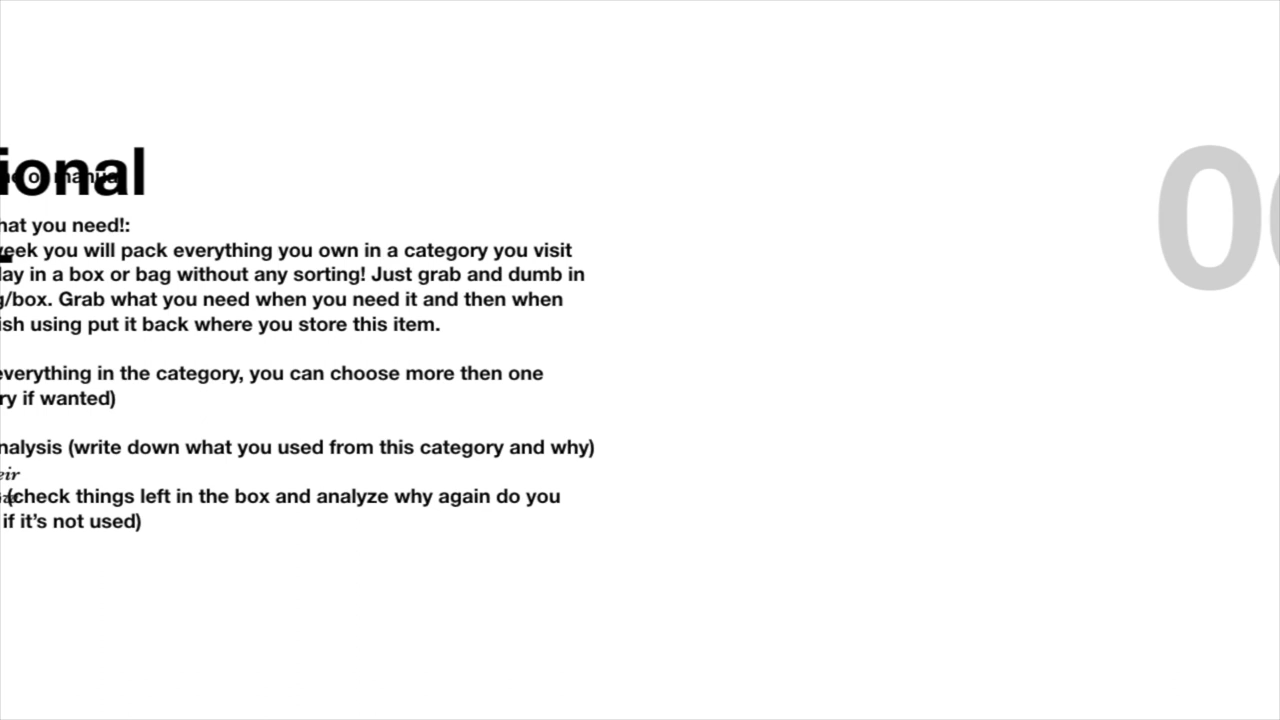 ional
hat you need!:
eek you will pack everything you own in a category you visit
lay in a box or bag without any sorting! Just grab and dumb in
g/box. Grab what you need when you need it and then when
ish using put it back where you store this item.
everything in the category, you can choose more then one
ry if wanted)
nalysis (write down what you used from this category and why)
eir
(check things left in the box and analyze why again do you
if it's not used)
0